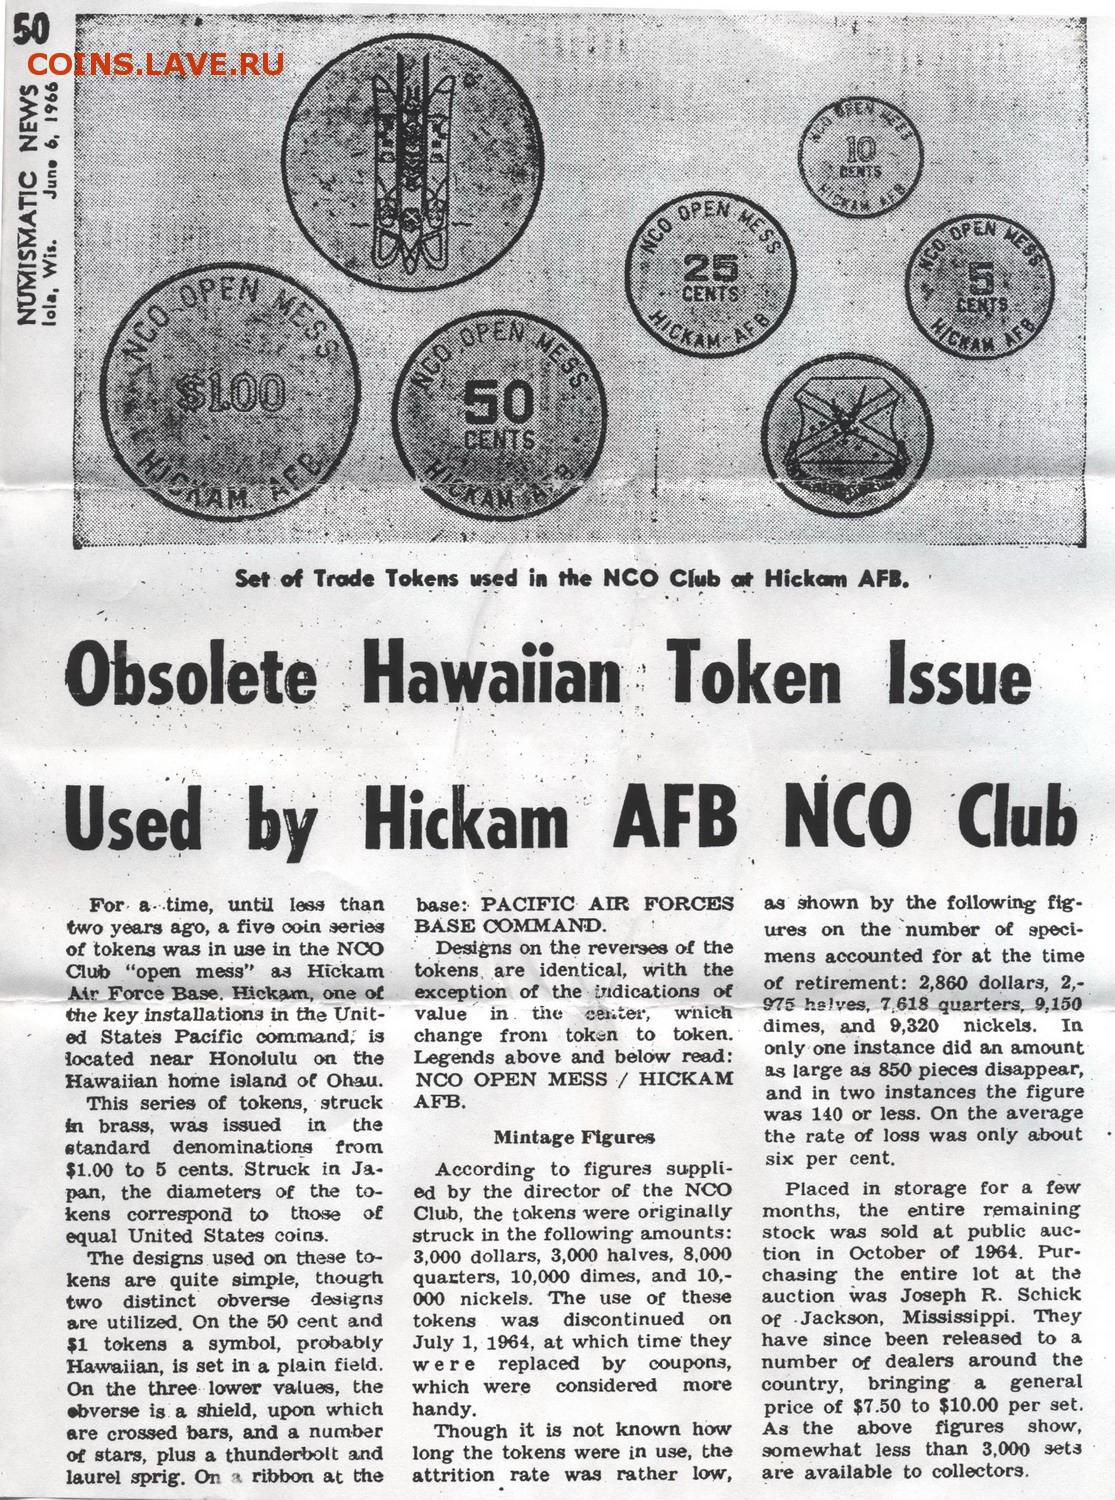 50
COINS.LAVE.RU
NUMISMATIC NEWS
Iola, Wis. June 6, 1966
NCO OPEN MESS
10
CENTS
HICKAM AFB
NCO OPEN MESS
25
CENTS
HICKAM AFB
NCO OPEN MESS
5
CENTS
HICKAM AFB
NCO OPEN MESS
$1.00
HICKAM AFB
NCO OPEN MESS
50
CENTS
HICKAM AFB
Set of Trade Tokens used in the NCO Club at Hickam AFB.
Obsolete Hawaiian Token Issue
Used by Hickam AFB NCO Club
For a time, until less than
two years ago, a five coin series
of tokens was in use in the NCO
Club "open mess" as Hickam
Air Force Base. Hickam, one of
the key installations in the Unit-
ed States Pacific command, is
located near Honolulu on the
Hawaiian home island of Ohau.
This series of tokens, struck
in brass, was issued in the
standard denominations from
$1.00 to 5 cents. Struck in Ja-
pan, the diameters of the to-
kens correspond to those of
equal United States coins.
The designs used on these to-
kens are quite simple, though
two distinct obverse designs
are utilized. On the 50 cent and
$1 tokens a symbol, probably
Hawaiian, is set in a plain field.
On the three lower values, the
obverse is a shield, upon which
are crossed bars, and a number
of stars, plus a thunderbolt and
laurel sprig. On a ribbon at the
base: PACIFIC AIR FORCES
BASE COMMAND.
Designs on the reverses of the
tokens are identical, with the
exception of the indications of
value in the center, which
change from token to token.
Legends above and below read:
NCO OPEN MESS / HICKAM
AFB.
Mintage Figures
According to figures suppli-
ed by the director of the NCO
Club, the tokens were originally
struck in the following amounts:
3,000 dollars, 3,000 halves, 8,000
quarters, 10,000 dimes, and 10,-
000 nickels. The use of these
tokens was discontinued on
July 1, 1964, at which time they
were replaced by coupons,
which were considered more
handy.
Though it is not known how
long the tokens were in use, the
attrition rate was rather low,
as shown by the following fig-
ures on the number of speci-
mens accounted for at the time
of retirement: 2,860 dollars, 2,-
975 halves, 7,618 quarters, 9,150
dimes, and 9,320 nickels. In
only one instance did an amount
as large as 850 pieces disappear,
and in two instances the figure
was 140 or less. On the average
the rate of loss was only about
six per cent.
Placed in storage for a few
months, the entire remaining
stock was sold at public auc-
tion in October of 1964. Pur-
chasing the entire lot at the
auction was Joseph R. Schick
of Jackson, Mississippi. They
have since been released to a
number of dealers around the
country, bringing a general
price of $7.50 to $10.00 per set.
As the above figures show,
somewhat less than 3,000 sets
are available to collectors.